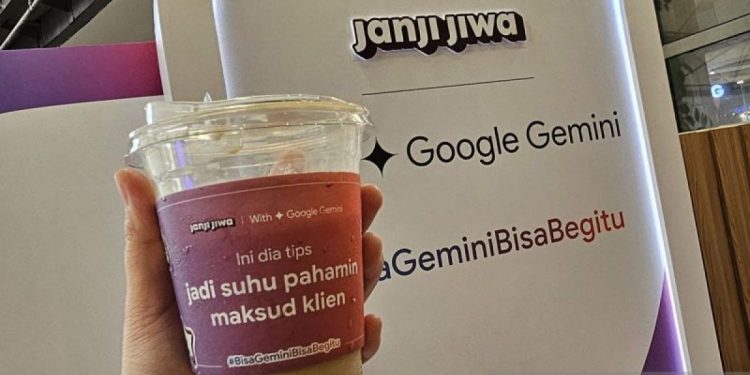 janji jiwa
Google Gemini
aGeminiBisaBegitu
janji jiwa | With Google Gemini
Ini dia tips
jadi suhu pahamin
maksud klien
#BisaGeminiBisaBegitu